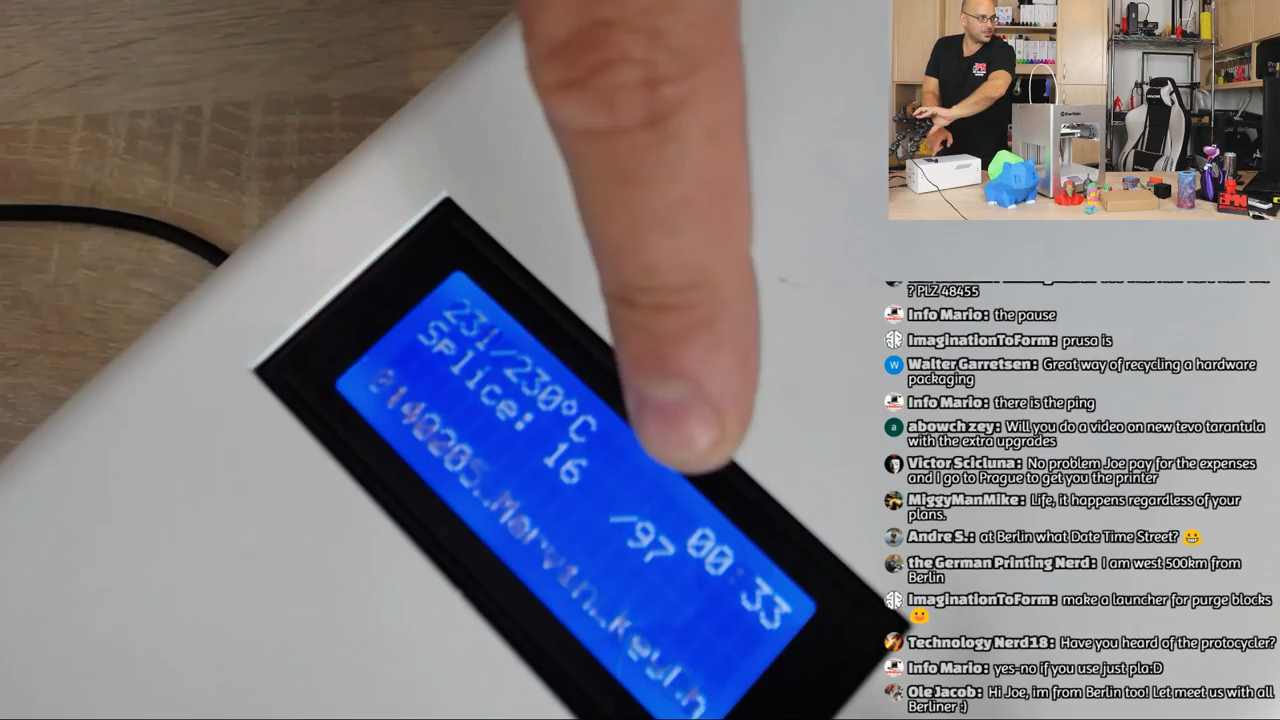 231/230°C 00:33
Splice: 16 /97
? PLZ 48455
Info Mario: the pause
ImaginationToForm: prusa is
Walter Garretsen: Great way of recycling a hardware
packaging
Info Mario: there is the ping
abowch zey: Will you do a video on new tevo tarantula
with the extra upgrades
Victor Scicluna: No problem Joe pay for the expenses
and I go to Prague to get you the printer
MiggyManMike: Life, it happens regardless of your
plans.
Andre S.: at Berlin what Date Time Street? 😀
the German Printing Nerd: I am west 500km from
Berlin
ImaginationToForm: make a launcher for purge blocks
😛
Technology Nerd18: Have you heard of the protocycler?
Info Mario: yes-no if you use just pla:D
OleJacob: Hi Joe, im from Berlin too! Let meet us with all
Berliner :)